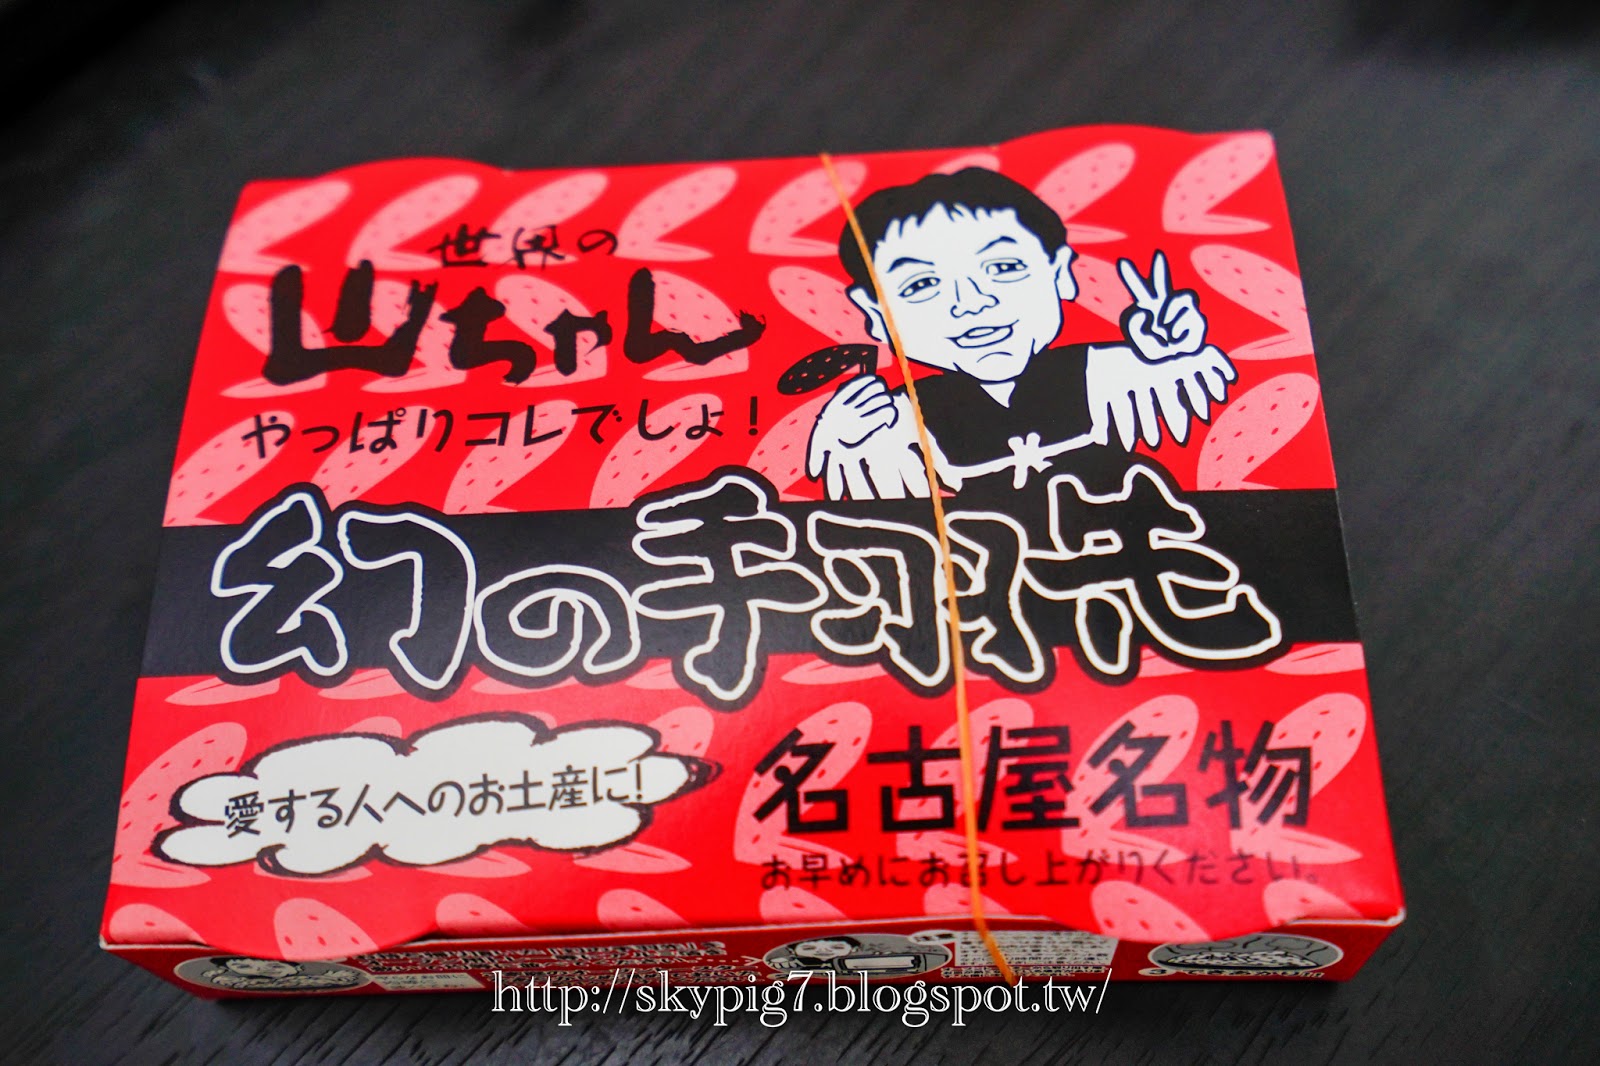 世界の
山ちゃん
やっぱりコレでしょ!
幻の手羽先
愛する人へのお土産に!
名古屋名物
お早めにお召し上がりください。
http://skypig7.blogspot.tw/